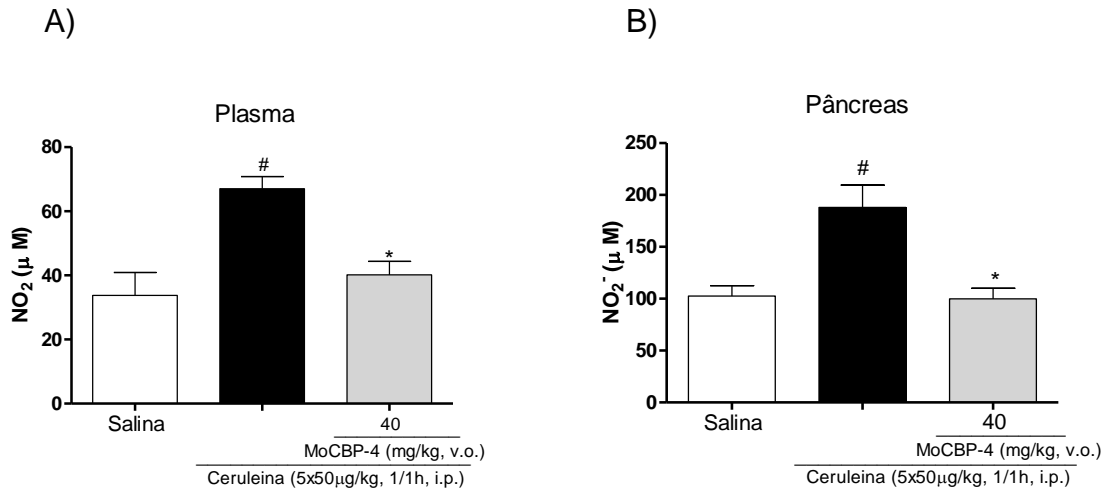 A)
Plasma
NO2 (μ M)
80
60
40
20
0
#
*
Salina
40
MoCBP-4 (mg/kg, v.o.)
Ceruleina (5x50μg/kg, 1/1h, i.p.)
B)
Pâncreas
NO2- (μ M)
250
200
150
100
50
0
#
*
Salina
40
MoCBP-4 (mg/kg, v.o.)
Ceruleina (5x50μg/kg, 1/1h, i.p.)